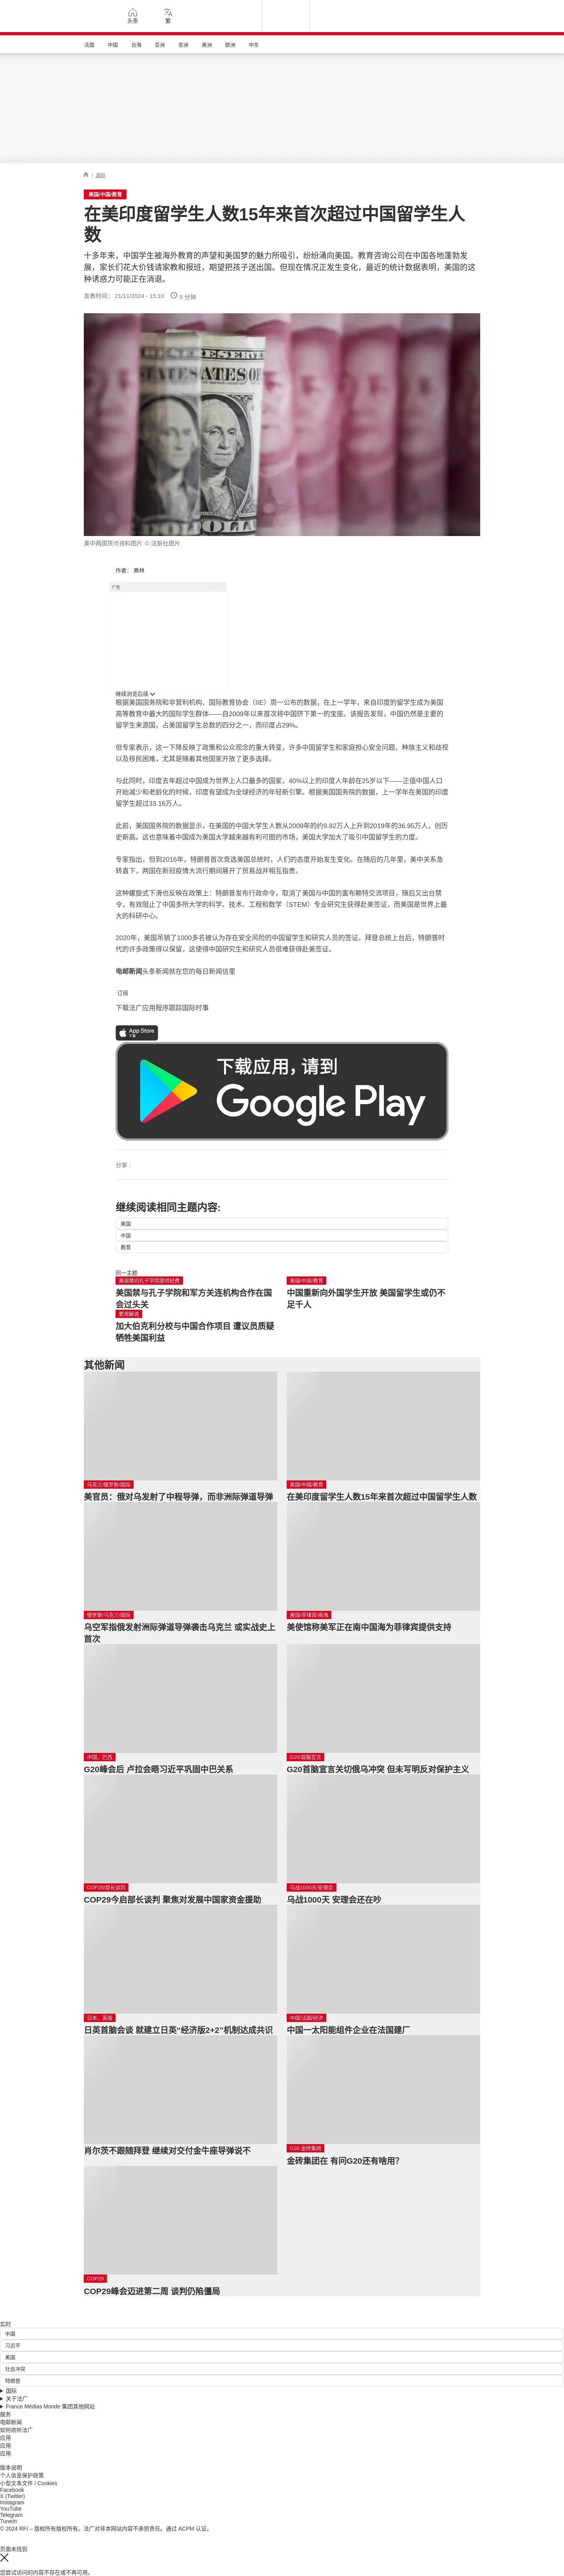 头条
繁
法国
中国
台海
亚洲
非洲
美洲
欧洲
中东
/ 国际
美国/中国/教育
在美印度留学生人数15年来首次超过中国留学生人
数
十多年来，中国学生被海外教育的声望和美国梦的魅力所吸引，纷纷涌向美国。教育咨询公司在中国各地蓬勃发
展，家长们花大价钱请家教和报班，期望把孩子送出国。但现在情况正发生变化，最近的统计数据表明，美国的这
种诱惑力可能正在消退。
发表时间： 21/11/2024 - 15:10 5 分钟
美中两国货币资料图片 © 法新社图片
作者： 弗林
广告
继续浏览后续
根据美国国务院和非营利机构、国际教育协会（IIE）周一公布的数据，在上一学年，来自印度的留学生成为美国
高等教育中最大的国际学生群体——自2009年以来首次将中国挤下第一的宝座。该报告发现，中国仍然是主要的
留学生来源国，占美国留学生总数的四分之一，而印度占29%。
但专家表示，这一下降反映了政策和公众观念的重大转变，许多中国留学生和家庭担心安全问题、种族主义和歧视
以及移民困难，尤其是随着其他国家开放了更多选择。
与此同时，印度去年超过中国成为世界上人口最多的国家，40%以上的印度人年龄在25岁以下——正值中国人口
开始减少和老龄化的时候，印度有望成为全球经济的年轻新引擎。根据美国国务院的数据，上一学年在美国的印度
留学生超过33.16万人。
此前，美国国务院的数据显示，在美国的中国大学生人数从2009年的约9.82万人上升到2019年的36.95万人，创历
史新高。这也意味着中国成为美国大学越来越有利可图的市场，美国大学加大了吸引中国留学生的力度。
专家指出，但到2016年，特朗普首次竞选美国总统时，人们的态度开始发生变化。在随后的几年里，美中关系急
转直下，两国在新冠疫情大流行期间展开了贸易战并相互指责。
这种螺旋式下滑也反映在政策上：特朗普发布行政命令，取消了美国与中国的富布赖特交流项目，随后又出台禁
令，有效阻止了中国多所大学的科学、技术、工程和数学（STEM）专业研究生获得赴美签证，而美国是世界上最
大的科研中心。
2020年，美国吊销了1000多名被认为存在安全风险的中国留学生和研究人员的签证。拜登总统上台后，特朗普时
代的许多政策得以保留，这使得中国研究生和研究人员很难获得赴美签证。
电邮新闻头条新闻就在您的每日新闻信里
订阅
下载法广应用程序跟踪国际时事
App Store
下载
下载应用，请到
Google Play
分享 :
继续阅读相同主题内容:
美国
中国
教育
同一主题
美国禁向孔子学院提供经费
美国禁与孔子学院和军方关连机构合作在国
会过头关
美国/中国/教育
中国重新向外国学生开放 美国留学生或仍不
足千人
要闻解说
加大伯克利分校与中国合作项目 遭议员质疑
牺牲美国利益
其他新闻
乌克兰/俄罗斯/国际
美官员：俄对乌发射了中程导弹，而非洲际弹道导弹
美国/中国/教育
在美印度留学生人数15年来首次超过中国留学生人数
俄罗斯/乌克兰/国际
乌空军指俄发射洲际弹道导弹袭击乌克兰 或实战史上
首次
美国/菲律宾/南海
美使馆称美军正在南中国海为菲律宾提供支持
中国、巴西
G20峰会后 卢拉会晤习近平巩固中巴关系
G20/首脑宣言
G20首脑宣言关切俄乌冲突 但未写明反对保护主义
COP29/部长谈判
COP29今启部长谈判 聚焦对发展中国家资金援助
乌战1000天/安理会
乌战1000天 安理会还在吵
日本、英国
日英首脑会谈 就建立日英“经济版2+2”机制达成共识
中国/法国/经济
中国一太阳能组件企业在法国建厂
肖尔茨不跟随拜登 继续对交付金牛座导弹说不
G20 金砖集团
金砖集团在 有问G20还有啥用?
COP29
COP29峰会迈进第二周 谈判仍陷僵局
实时
中国
习近平
美国
社会冲突
特朗普
国际
关于法广
France Médias Monde 集团其他网站
服务
电邮新闻
如何收听法广
应用
应用
应用
版本说明
个人信息保护政策
小型文本文件 / Cookies
Facebook
X (Twitter)
Instagram
YouTube
Telegram
TuneIn
© 2024 RFI – 版权所有版权所有。法广对非本网站内容不承担责任。通过 ACPM 认证。
页面未找到
您尝试访问的内容不存在或不再可用。